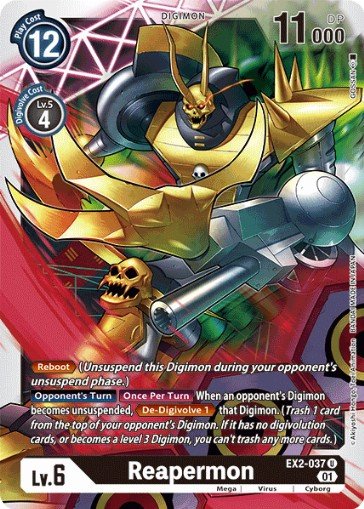 DIGIMON
Play Cost
12
DP
11000
Digivolve Cost
Lv.5
4
Reboot (Unsuspend this Digimon during your opponent's
unsuspend phase.)
Opponent's Turn Once Per Turn When an opponent's Digimon
becomes unsuspended, De-Digivolve 1 that Digimon. (Trash 1 card
from the top of your opponent's Digimon. If it has no digivolution
cards, or becomes a level 3 Digimon, you can't trash any more cards.)
Lv.6
Reapermon
EX2-037 U
01
Mega Virus Cyborg